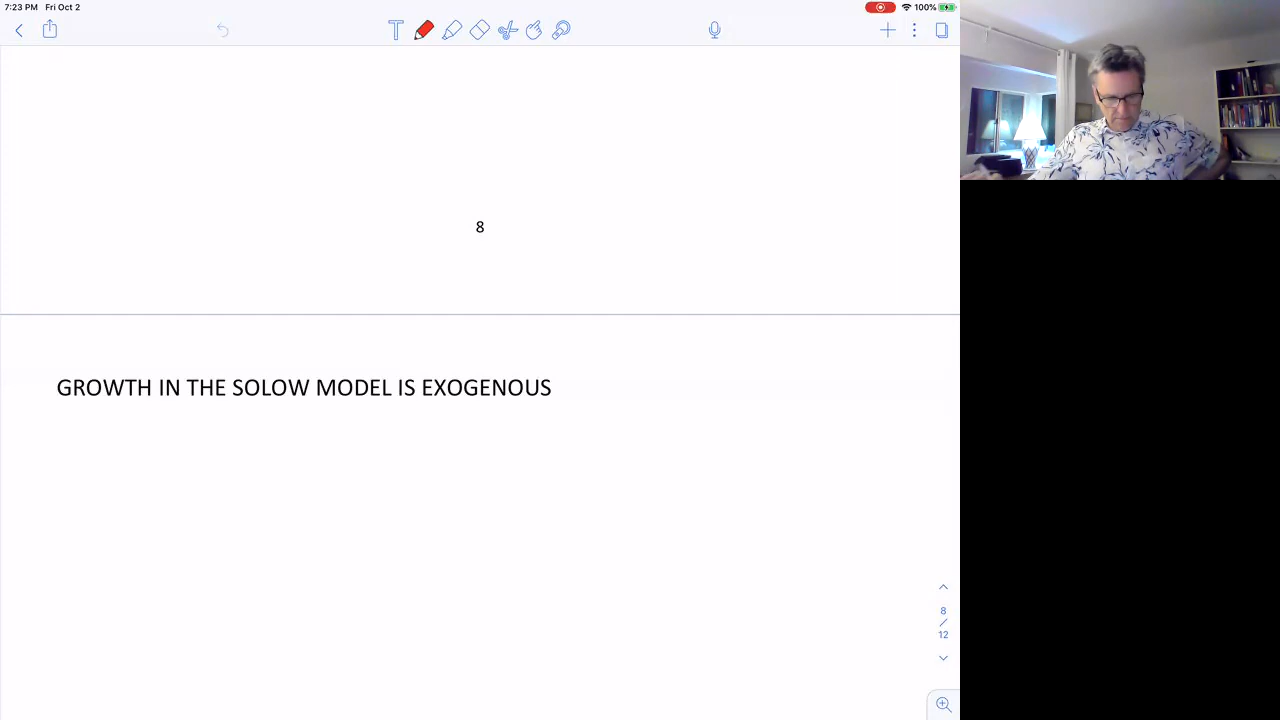 7:23 PM Fri Oct 2
100%
T
8
GROWTH IN THE SOLOW MODEL IS EXOGENOUS
8
/
12